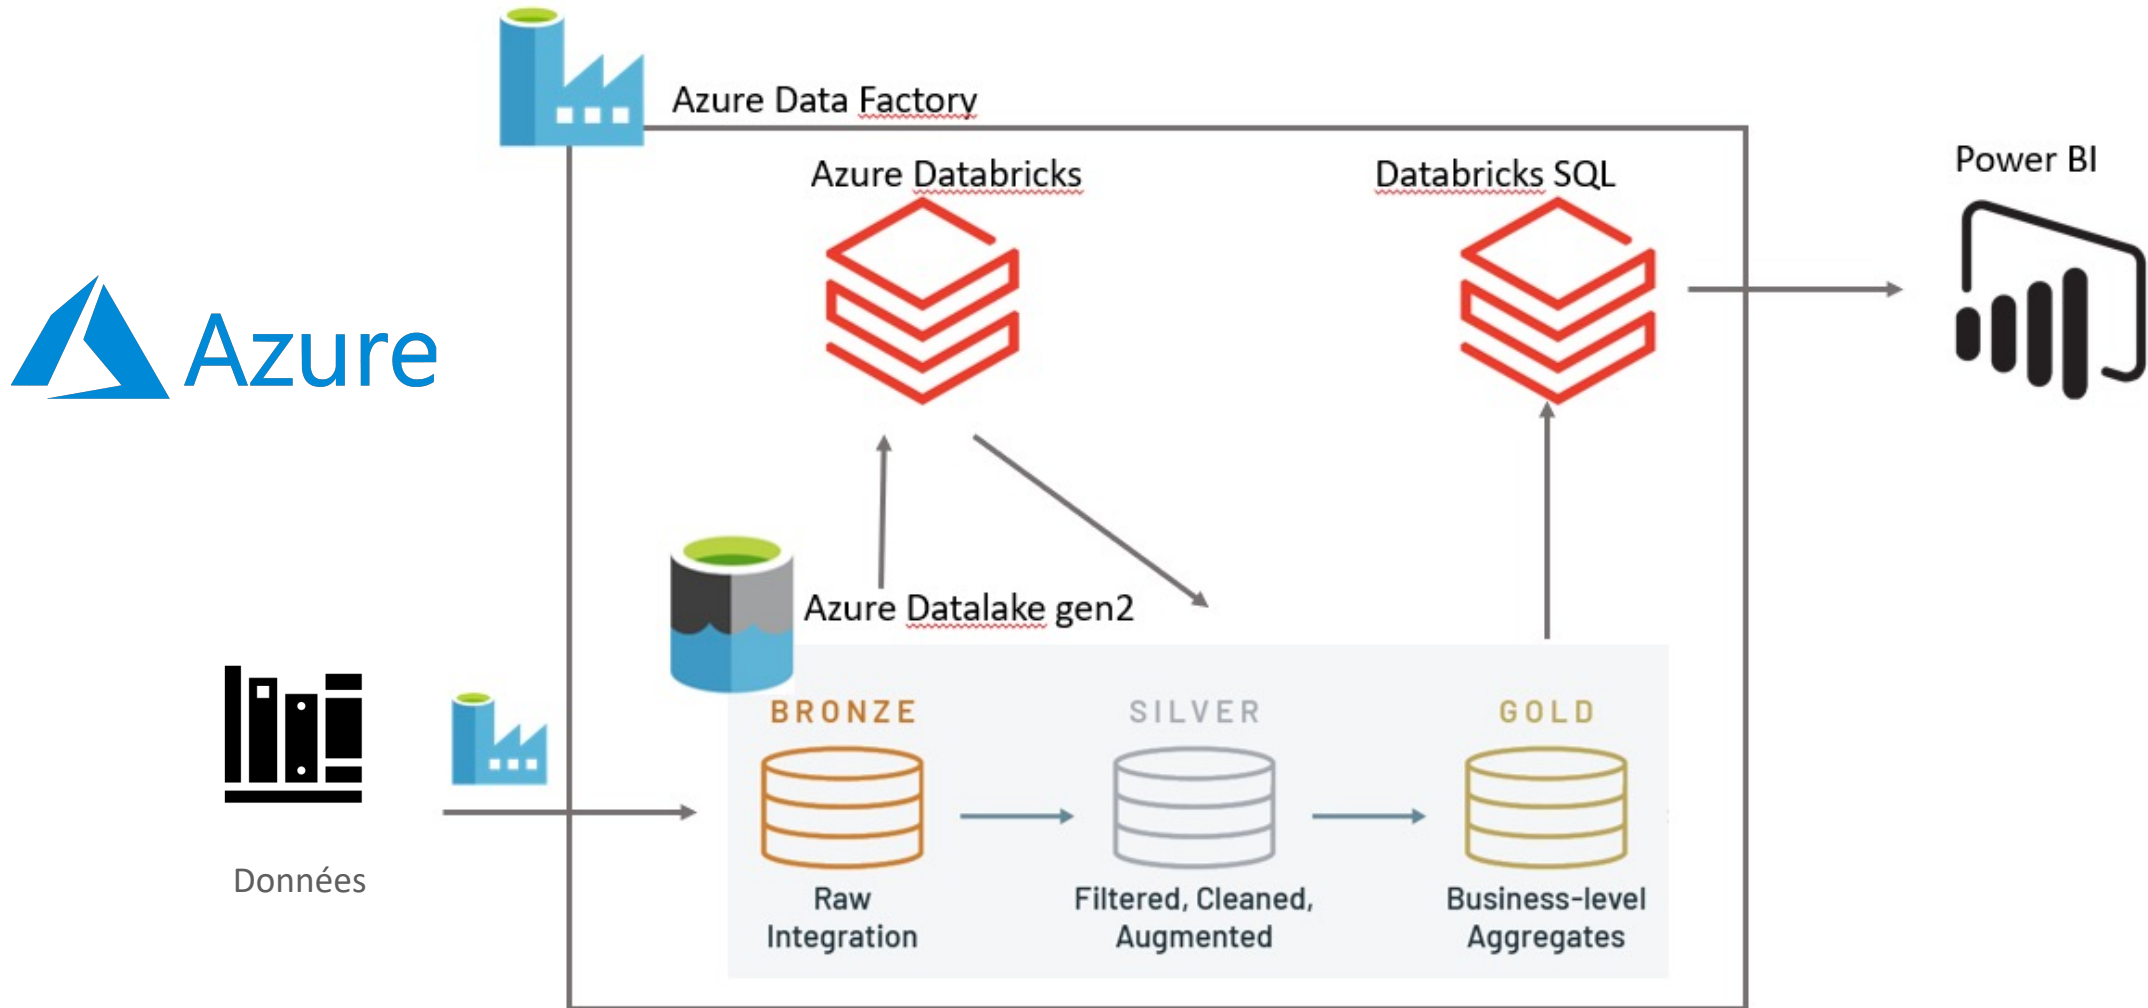 Azure Data Factory
Azure Databricks
Databricks SQL
Power BI
Azure
Azure Datalake gen2
BRONZE
SILVER
GOLD
Données
Raw
Integration
Filtered, Cleaned,
Augmented
Business-level
Aggregates